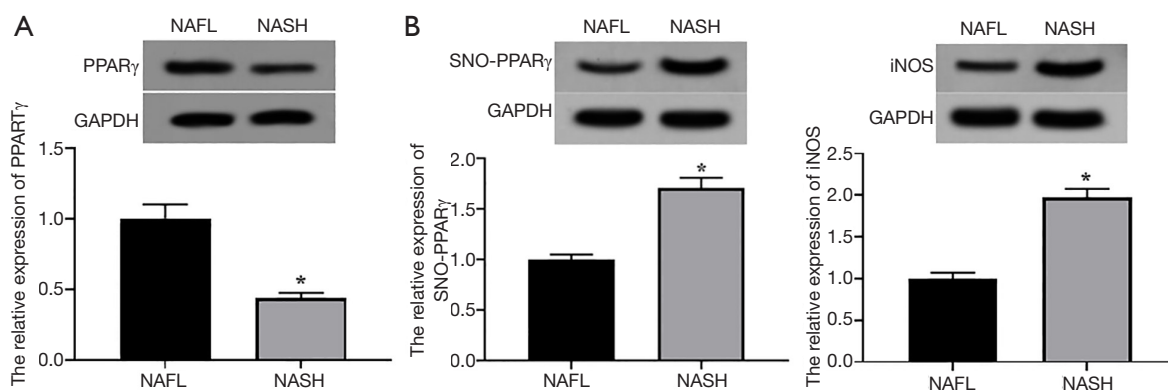 A
NAFL NASH
PPARγ
GAPDH
The relative expression of PPARTγ
1.5
1.0
0.5
0.0
*
NAFL NASH
B
NAFL NASH
SNO-PPARγ
GAPDH
The relative expression of
SNO-PPARγ
2.0
1.5
1.0
0.5
0.0
*
NAFL NASH
NAFL NASH
iNOS
GAPDH
The relative expression of iNOS
2.5
2.0
1.5
1.0
0.5
0.0
*
NAFL NASH